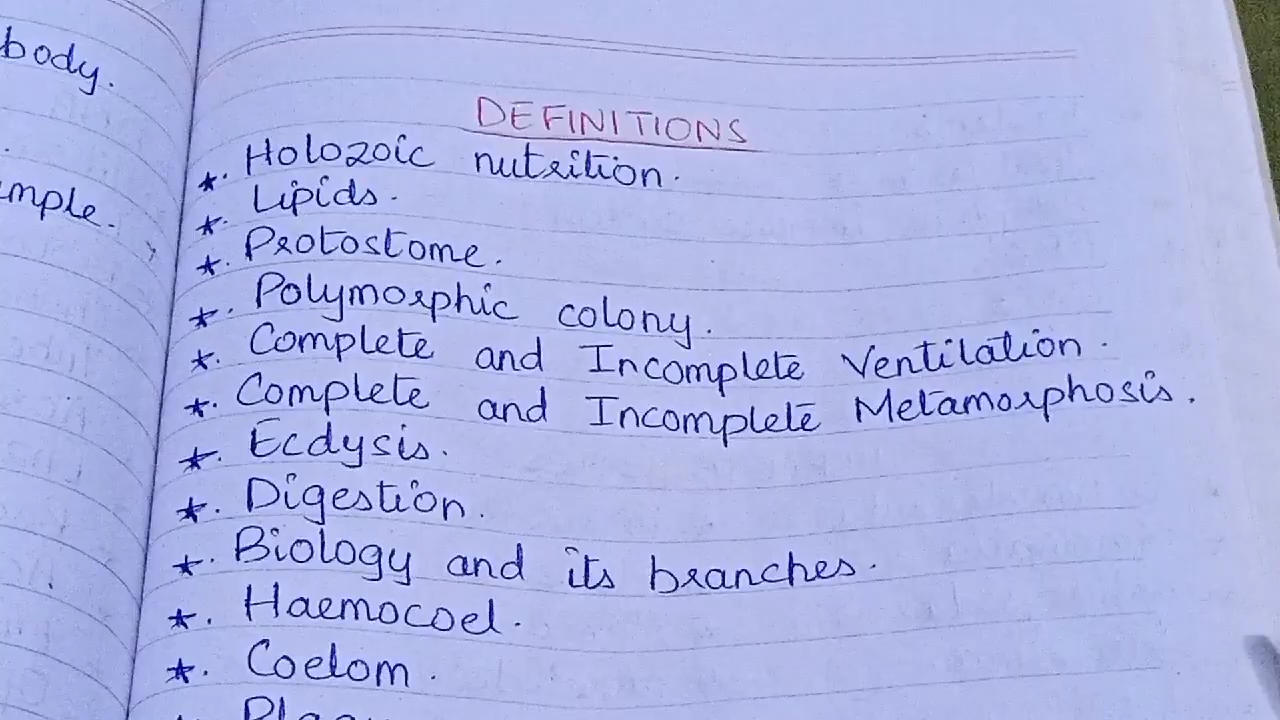 body.
DEFINITIONS
*. Holozoic nutrition.
*. Lipids.
*. Protostome.
*. Polymorphic colony.
*. Complete and Incomplete Ventilation.
*. Complete and Incomplete Metamorphosis.
*. Ecdysis.
*. Digestion.
*. Biology and its branches.
*. Haemocoel.
*. Coelom.